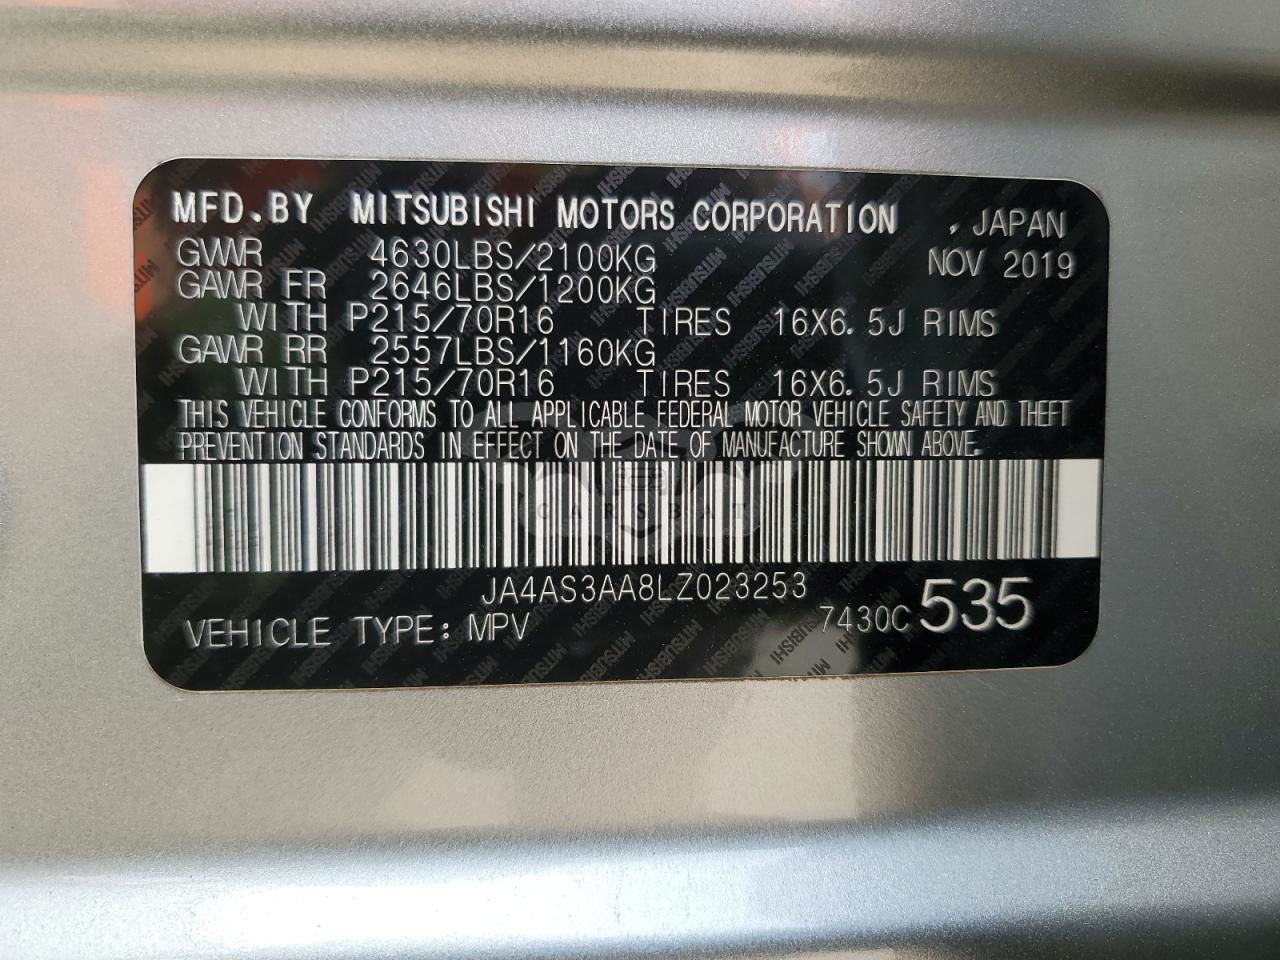 MFD.BY MITSUBISHI MOTORS CORPORATION , JAPAN
GWWR 4630LBS/2100KG NOV 2019
GAWR FR 2646LBS/1200KG
WITH P215/70R16 TIRES 16X6.5J RIMS
GAWR RR 2557LBS/1160KG
WITH P215/70R16 TIRES 16X6.5J RIMS
THIS VEHICLE CONFORMS TO ALL APPLICABLE FEDERAL MOTOR VEHICLE SAFETY AND THEFT
PREVENTION STANDARDS IN EFFECT ON THE DATE OF MANUFACTURE SHOWN ABOVE.
CARSBAT
JA4AS3AA8LZ023253
VEHICLE TYPE: MPV 7430C 535